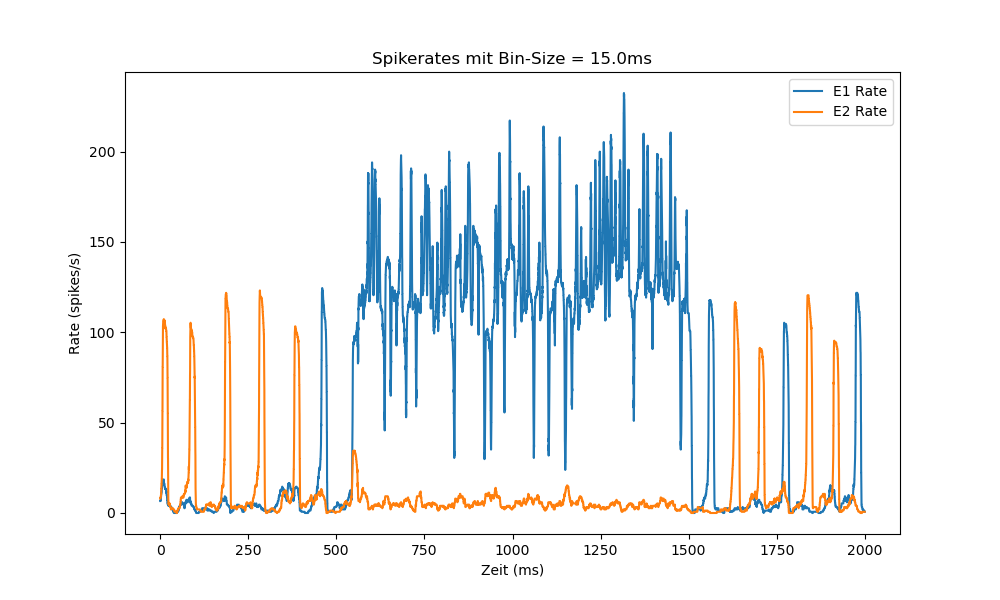 Spikerates mit Bin-Size = 15.0ms
E1 Rate
E2 Rate
Rate (spikes/s)
200
150
100
50
0
0 250 500 750 1000 1250 1500 1750 2000
Zeit (ms)